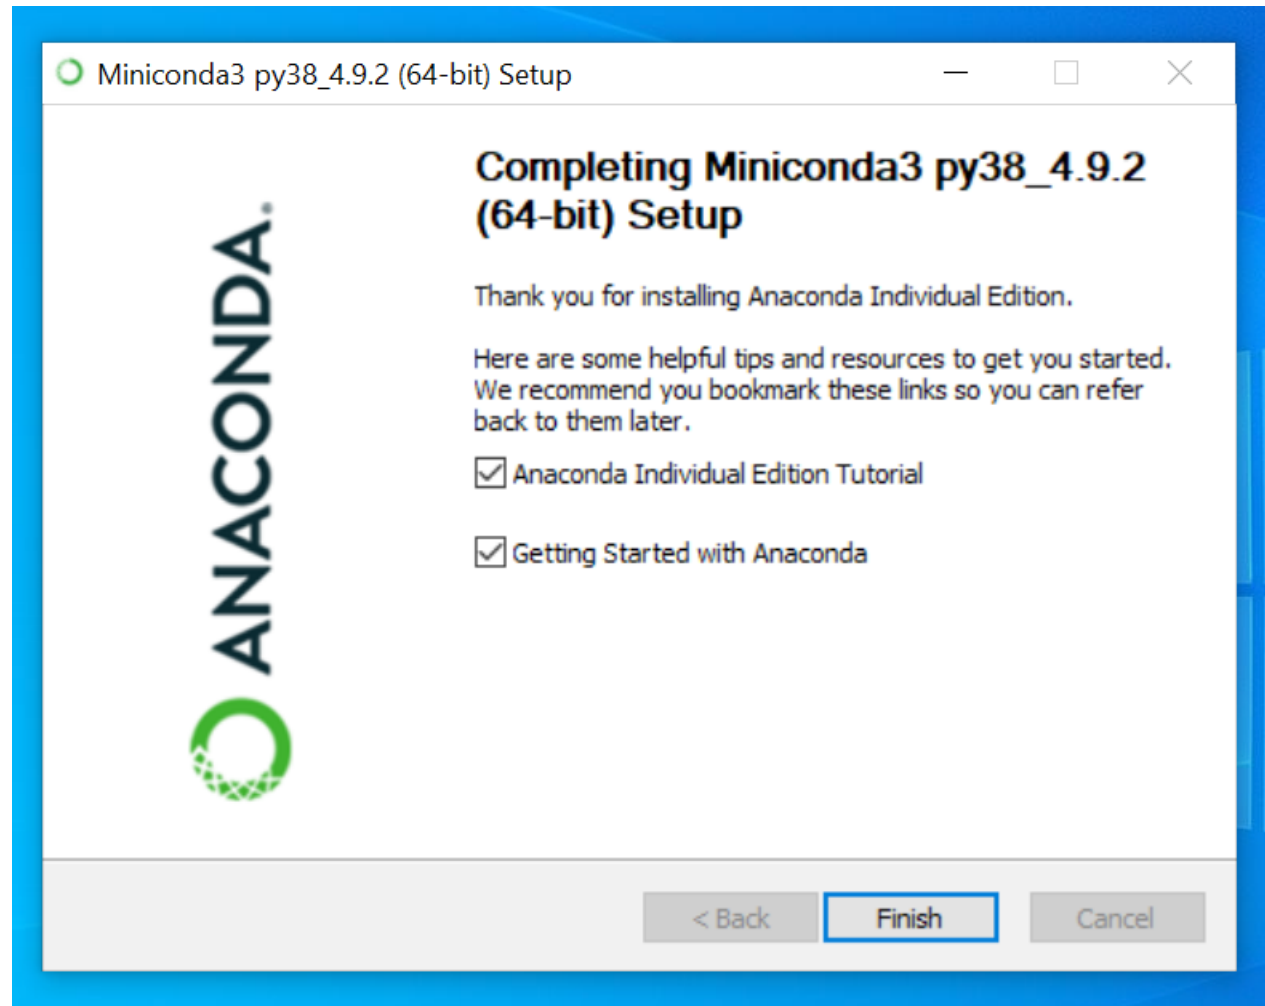 Miniconda3 py38_4.9.2 (64-bit) Setup
ANACONDA.
Completing Miniconda3 py38_4.9.2
(64-bit) Setup
Thank you for installing Anaconda Individual Edition.
Here are some helpful tips and resources to get you started.
We recommend you bookmark these links so you can refer
back to them later.
Anaconda Individual Edition Tutorial
Getting Started with Anaconda
< Back
Finish
Cancel